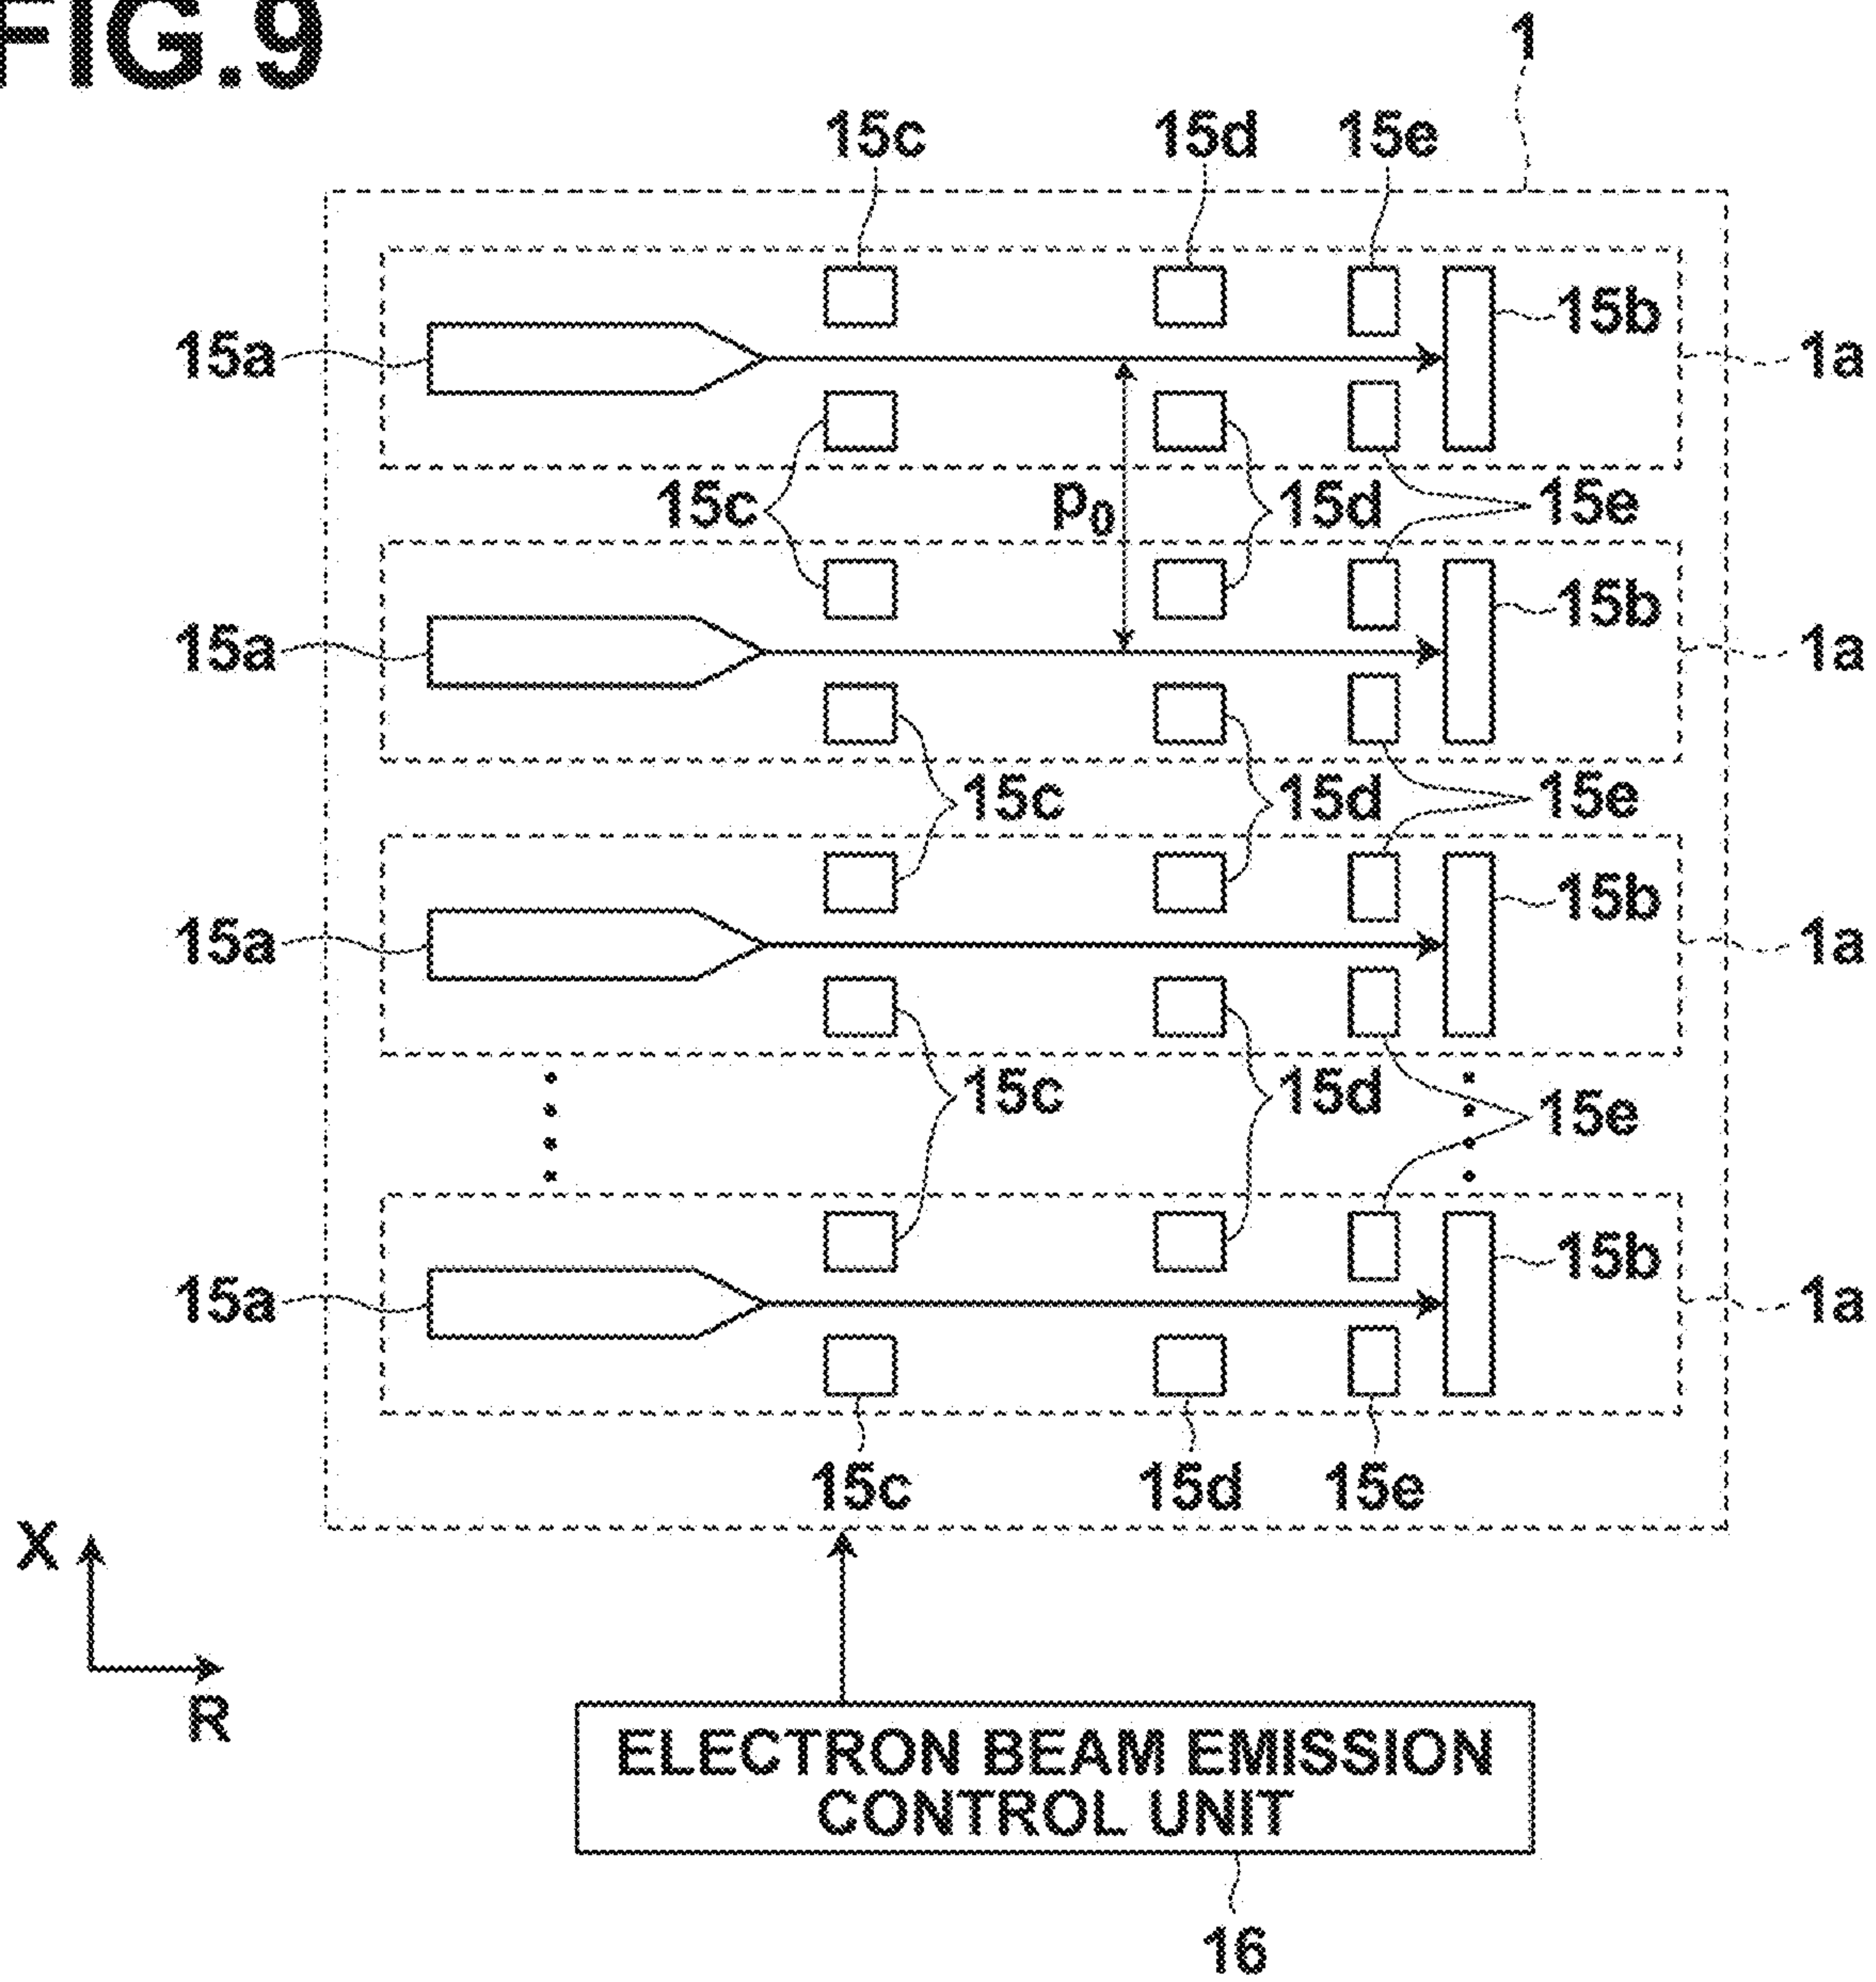 FIG.9
1
15c 15d 15e
15b
15a 1a
15c p0 15d 15e
15b
15a 1a
15c 15d 15e
15b
15a 1a
15c 15d 15e
15b
15a 1a
15c 15d 15e
X
R
ELECTRON BEAM EMISSION
CONTROL UNIT
16